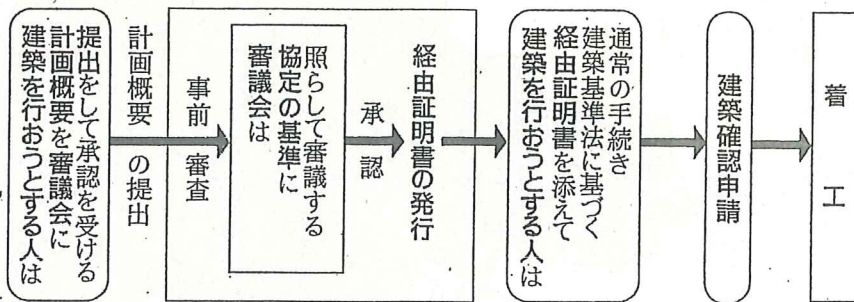 建築を行おうとする人は
計画概要を審議会に
提出をして承認を受ける
計画概要の提出
事前審査
審議会は
協定の基準に
照らして審議する
承認
経由証明書の発行
建築を行おうとする人は
経由証明書を添えて
建築基準法に基づく
通常の手続き
建築確認申請
着工